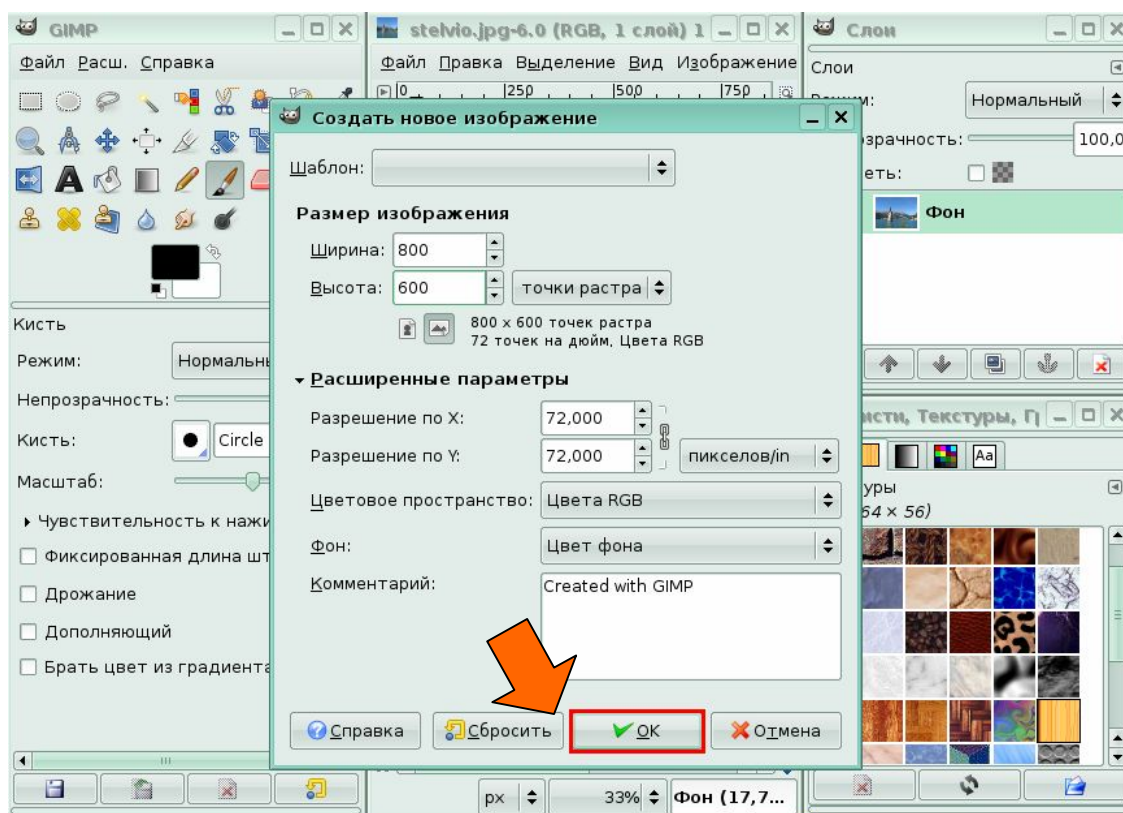 GIMP
Файл Расш. Справка
Кисть
Режим: Нормальн
Непрозрачность:
Кисть: Circle
Масштаб:
Чувствительность к нажи
Фиксированная длина шт
Дрожание
Дополняющий
Брать цвет из градиента
stelvio.jpg-6.0 (RGB, 1 слой) 1
Файл Правка Выделение Вид Изображение
0 250 500 750
Создать новое изображение
Шаблон:
Размер изображения
Ширина: 800
Высота: 600 точки растра
800 x 600 точек растра
72 точек на дюйм, Цвета RGB
Расширенные параметры
Разрешение по X: 72,000
Разрешение по Y: 72,000 пикселов/in
Цветовое пространство: Цвета RGB
Фон: Цвет фона
Комментарий: Created with GIMP
Справка Сбросить OK Отмена
px 33% Фон (17,7...
Слои
Слои
Нормальный
зрачность: 100,0
еть:
Фон
исти, Текстуры, Гр
Aa
уры
64 × 56)